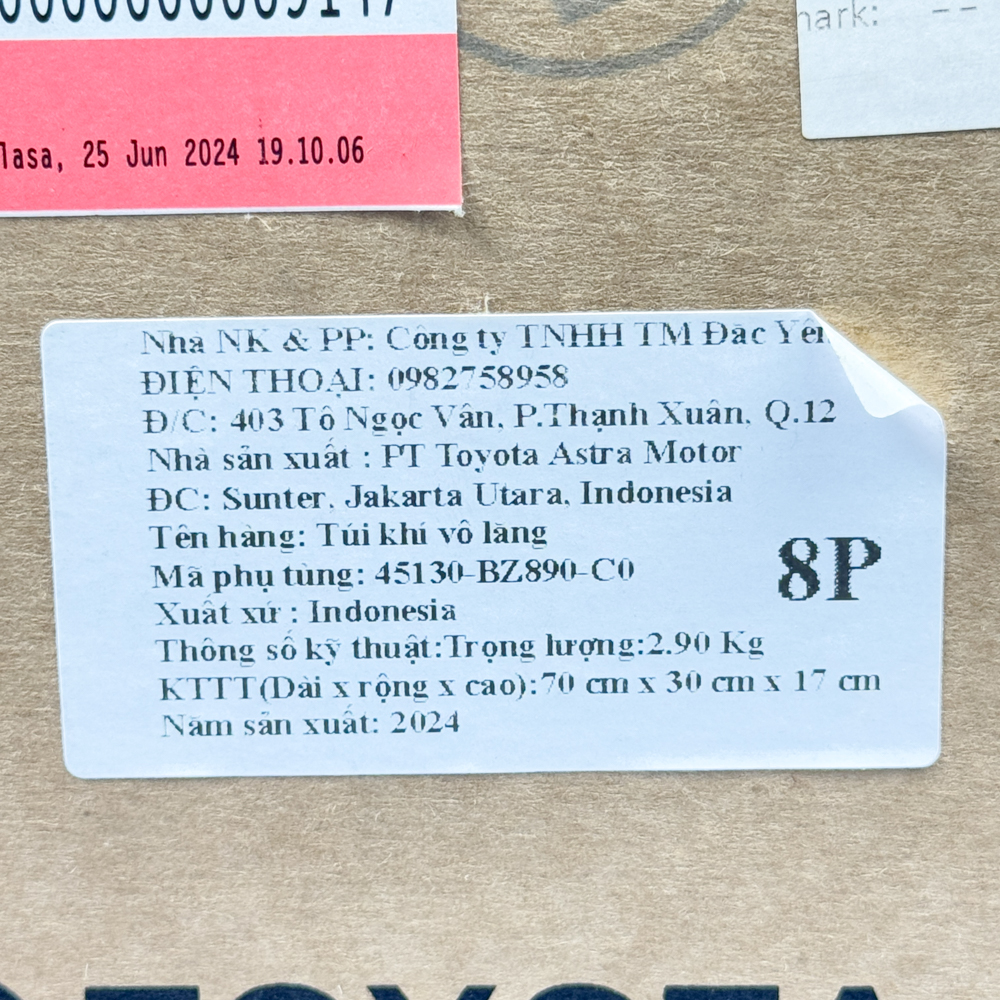 25 Jun 2024 19.10.06
mark: --
Nhà NK & PP: Công ty TNHH TM Đắc
ĐIỆN THOẠI: 0982758958
Đ/C: 403 Tô Ngọc Vân, P.Thạnh Xuân, Q.12
Nhà sản xuất : PT Toyota Astra Motor
ĐC: Sunter, Jakarta Utara, Indonesia
Tên hàng: Túi khí vô lăng
Mã phụ tùng: 45130-BZ890-C0
8P
Xuất xứ : Indonesia
Thông số kỹ thuật:Trọng lượng:2.90 Kg
KTTT(Dài x rộng x cao):70 cm x 30 cm x 17 cm
Năm sản xuất: 2024
TOYOTA